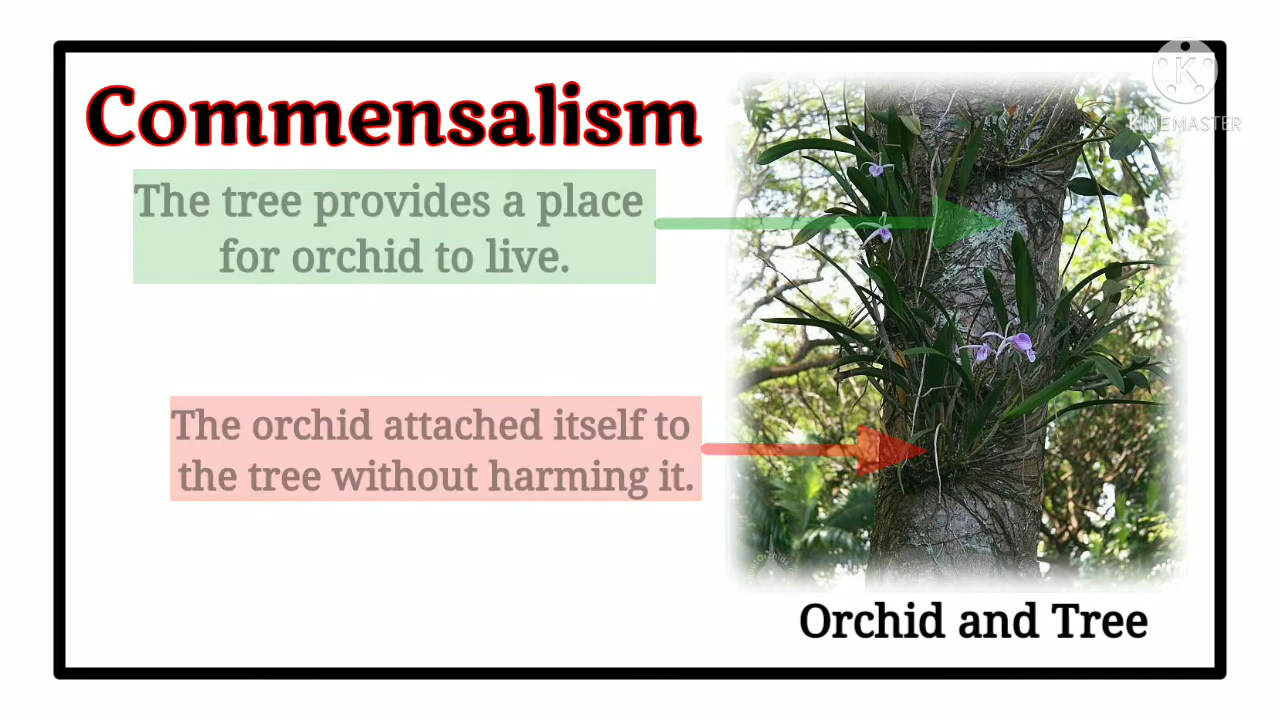 Commensalism
The tree provides a place
for orchid to live.
The orchid attached itself to
the tree without harming it.
Orchid and Tree
KINEMASTER